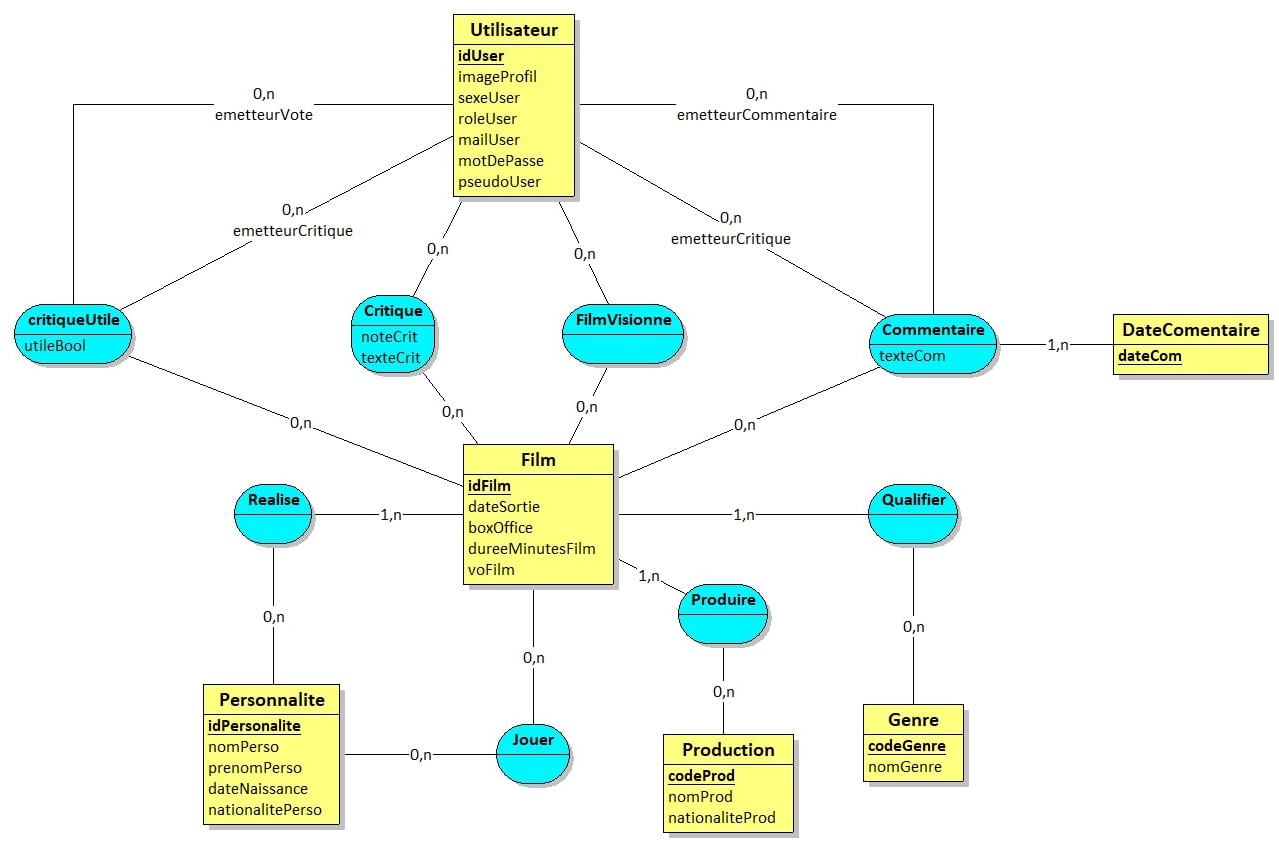 Utilisateur
idUser
imageProfil
sexeUser
roleUser
mailUser
motDePasse
pseudoUser
0,n
emetteurVote
0,n
emetteurCommentaire
0,n
emetteurCritique
0,n
emetteurCritique
0,n
0,n
critiqueUtile
utileBool
Critique
noteCrit
texteCrit
FilmVisionne
Commentaire
texteCom
1,n
DateComentaire
dateCom
0,n
0,n
0,n
0,n
Film
idFilm
dateSortie
boxOffice
dureeMinutesFilm
voFilm
Realise
1,n
1,n
Qualifier
1,n
Produire
0,n
0,n
0,n
0,n
Personnalite
idPersonalite
nomPerso
prenomPerso
dateNaissance
nationalitePerso
0,n
Jouer
Production
codeProd
nomProd
nationaliteProd
Genre
codeGenre
nomGenre